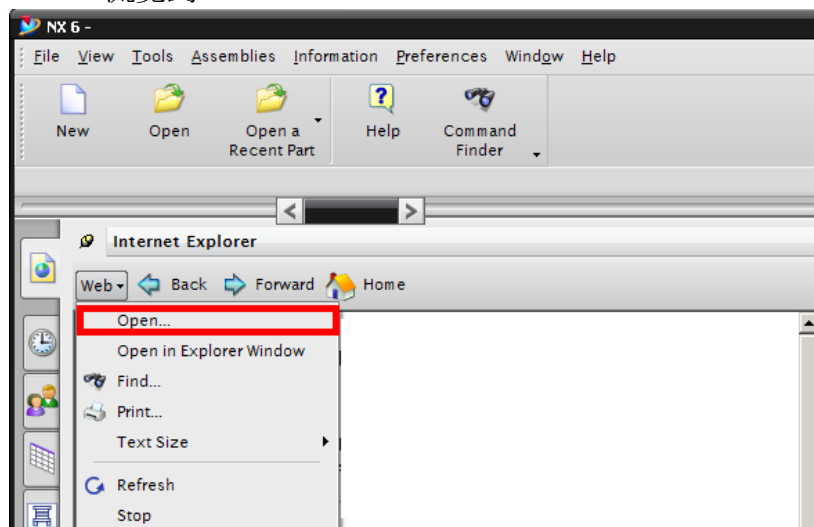 NX 6 -
File View Tools Assemblies Information Preferences Window Help
New Open Open a Recent Part Help Command Finder
Internet Explorer
Web Back Forward Home
Open...
Open in Explorer Window
Find...
Print...
Text Size
Refresh
Stop